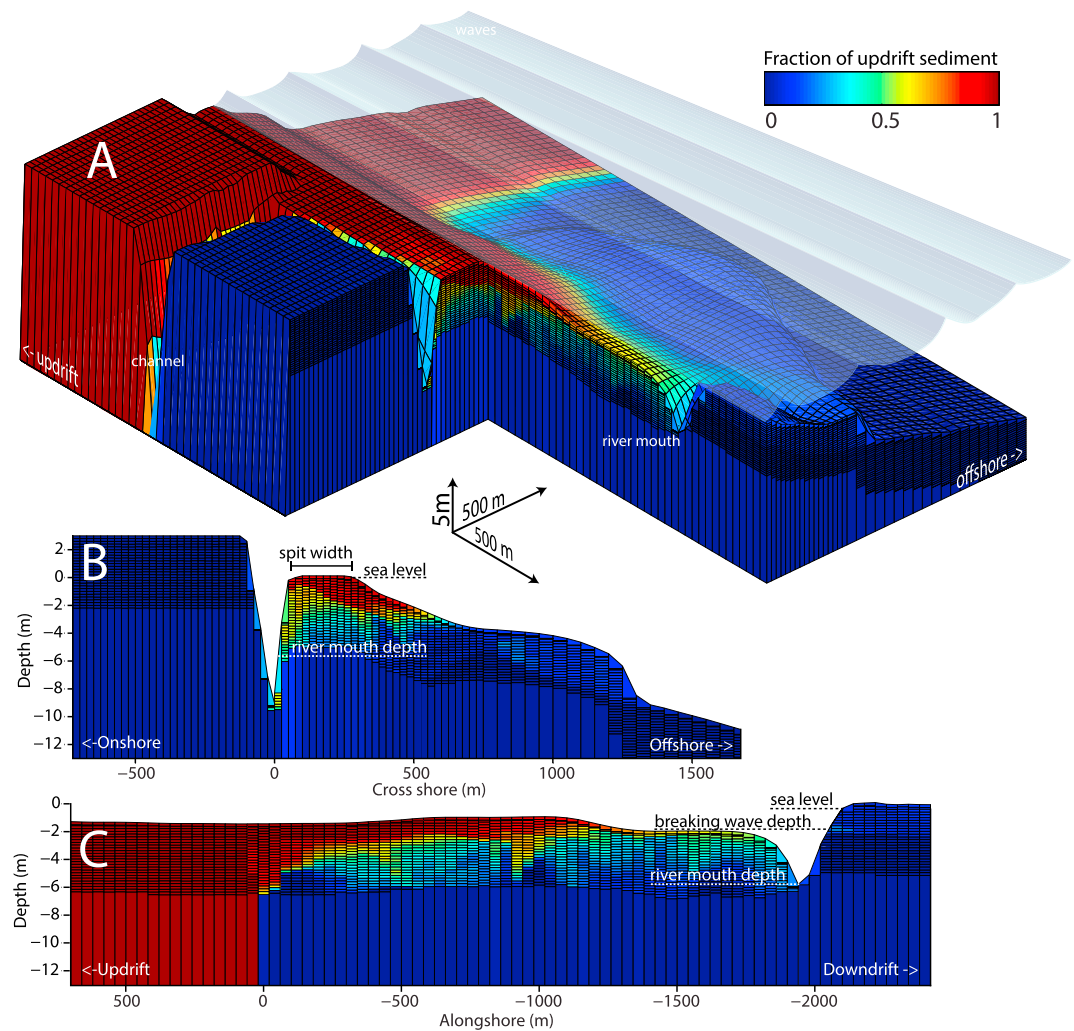 waves
Fraction of updrift sediment
0 0.5 1
A
<- updrift
channel
river mouth
offshore ->
5m
500 m
500 m
B
spit width
sea level
river mouth depth
2
0
−2
−4
−6
−8
−10
−12
Depth (m)
<-Onshore
Offshore ->
−500 0 500 1000 1500
Cross shore (m)
C
sea level
breaking wave depth
river mouth depth
0
−2
−4
−6
−8
−10
−12
Depth (m)
<-Updrift
Downdrift ->
500 0 −500 −1000 −1500 −2000
Alongshore (m)